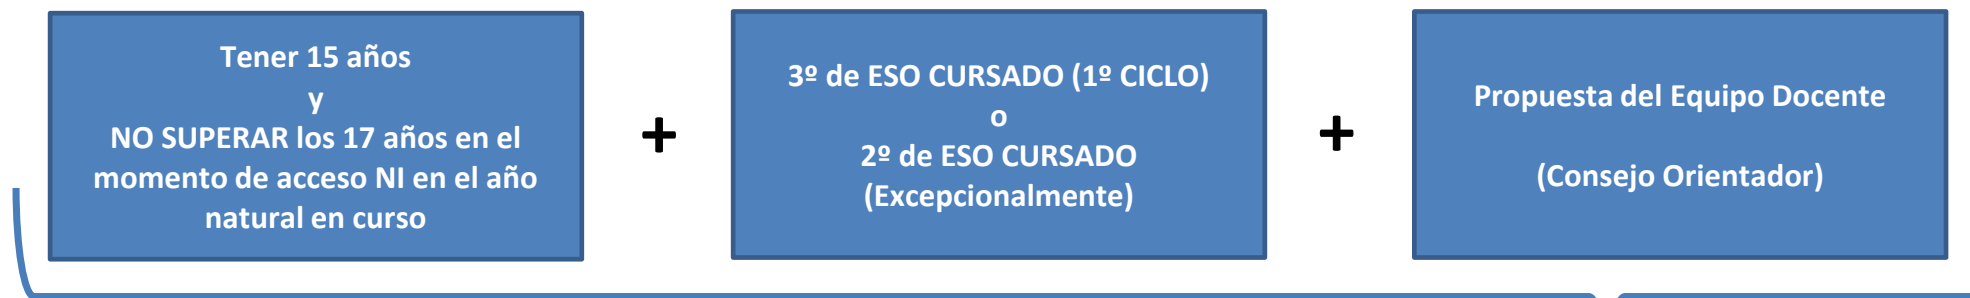 Tener 15 años
y
NO SUPERAR los 17 años en el
momento de acceso NI en el año
natural en curso
+
3º de ESO CURSADO (1º CICLO)
o
2º de ESO CURSADO
(Excepcionalmente)
+
Propuesta del Equipo Docente
(Consejo Orientador)